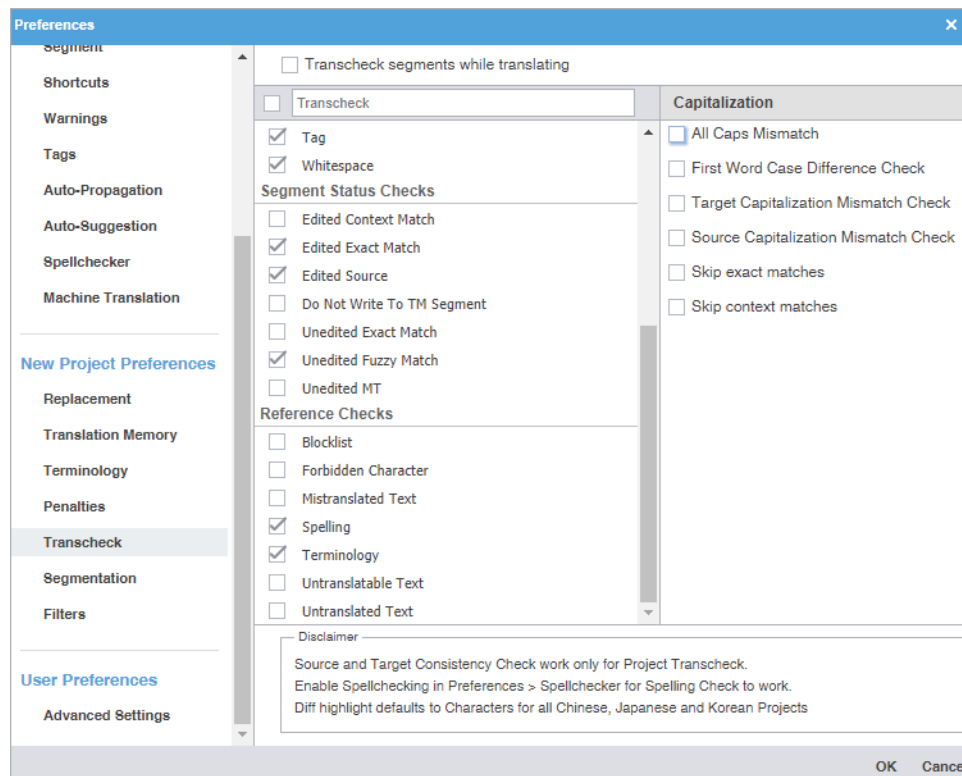 Preferences
Segment
Shortcuts
Warnings
Tags
Auto-Propagation
Auto-Suggestion
Spellchecker
Machine Translation
New Project Preferences
Replacement
Translation Memory
Terminology
Penalties
Transcheck
Segmentation
Filters
User Preferences
Advanced Settings
Transcheck segments while translating
Transcheck
Tag
Whitespace
Segment Status Checks
Edited Context Match
Edited Exact Match
Edited Source
Do Not Write To TM Segment
Unedited Exact Match
Unedited Fuzzy Match
Unedited MT
Reference Checks
Blocklist
Forbidden Character
Mistranslated Text
Spelling
Terminology
Untranslatable Text
Untranslated Text
Capitalization
All Caps Mismatch
First Word Case Difference Check
Target Capitalization Mismatch Check
Source Capitalization Mismatch Check
Skip exact matches
Skip context matches
Disclaimer
Source and Target Consistency Check work only for Project Transcheck.
Enable Spellchecking in Preferences > Spellchecker for Spelling Check to work.
Diff highlight defaults to Characters for all Chinese, Japanese and Korean Projects
OK Cance